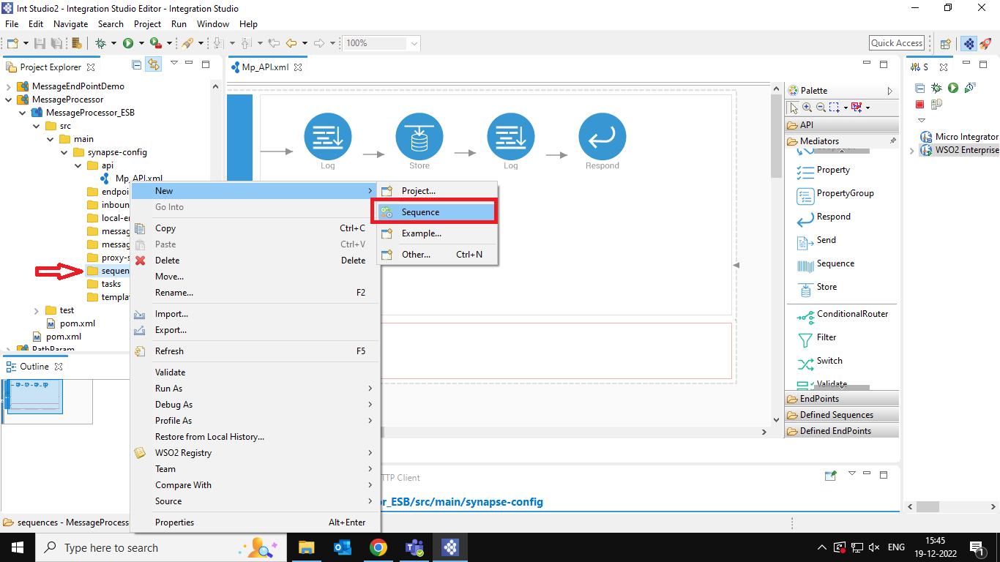 Int Studio2 - Integration Studio Editor - Integration Studio
File Edit Navigate Search Project Run Window Help
100%
Quick Access
Project Explorer
MessageEndPointDemo
MessageProcessor
MessageProcessor_ESB
src
main
synapse-config
api
Mp_API.xml
endpoi
inboun
local-en
messag
messag
proxy-s
sequen
tasks
templat
test
pom.xml
pom.xml
PathParam
Outline
sequences - MessageProcess
New
Go Into
Copy Ctrl+C
Paste Ctrl+V
Delete Delete
Move...
Rename... F2
Import...
Export...
Refresh F5
Validate
Run As
Debug As
Profile As
Restore from Local History...
WSO2 Registry
Team
Compare With
Source
Properties Alt+Enter
Project...
Sequence
Example...
Other... Ctrl+N
Mp_API.xml
Log
Store
Log
Respond
TTP Client
or_ESB/src/main/synapse-config
Palette
API
Mediators
Property
PropertyGroup
Respond
Send
Sequence
Store
ConditionalRouter
Filter
Switch
Validate
EndPoints
Defined Sequences
Defined EndPoints
S
Micro Integrator
WSO2 Enterprise
Type here to search
ENG
15:45
19-12-2022
1